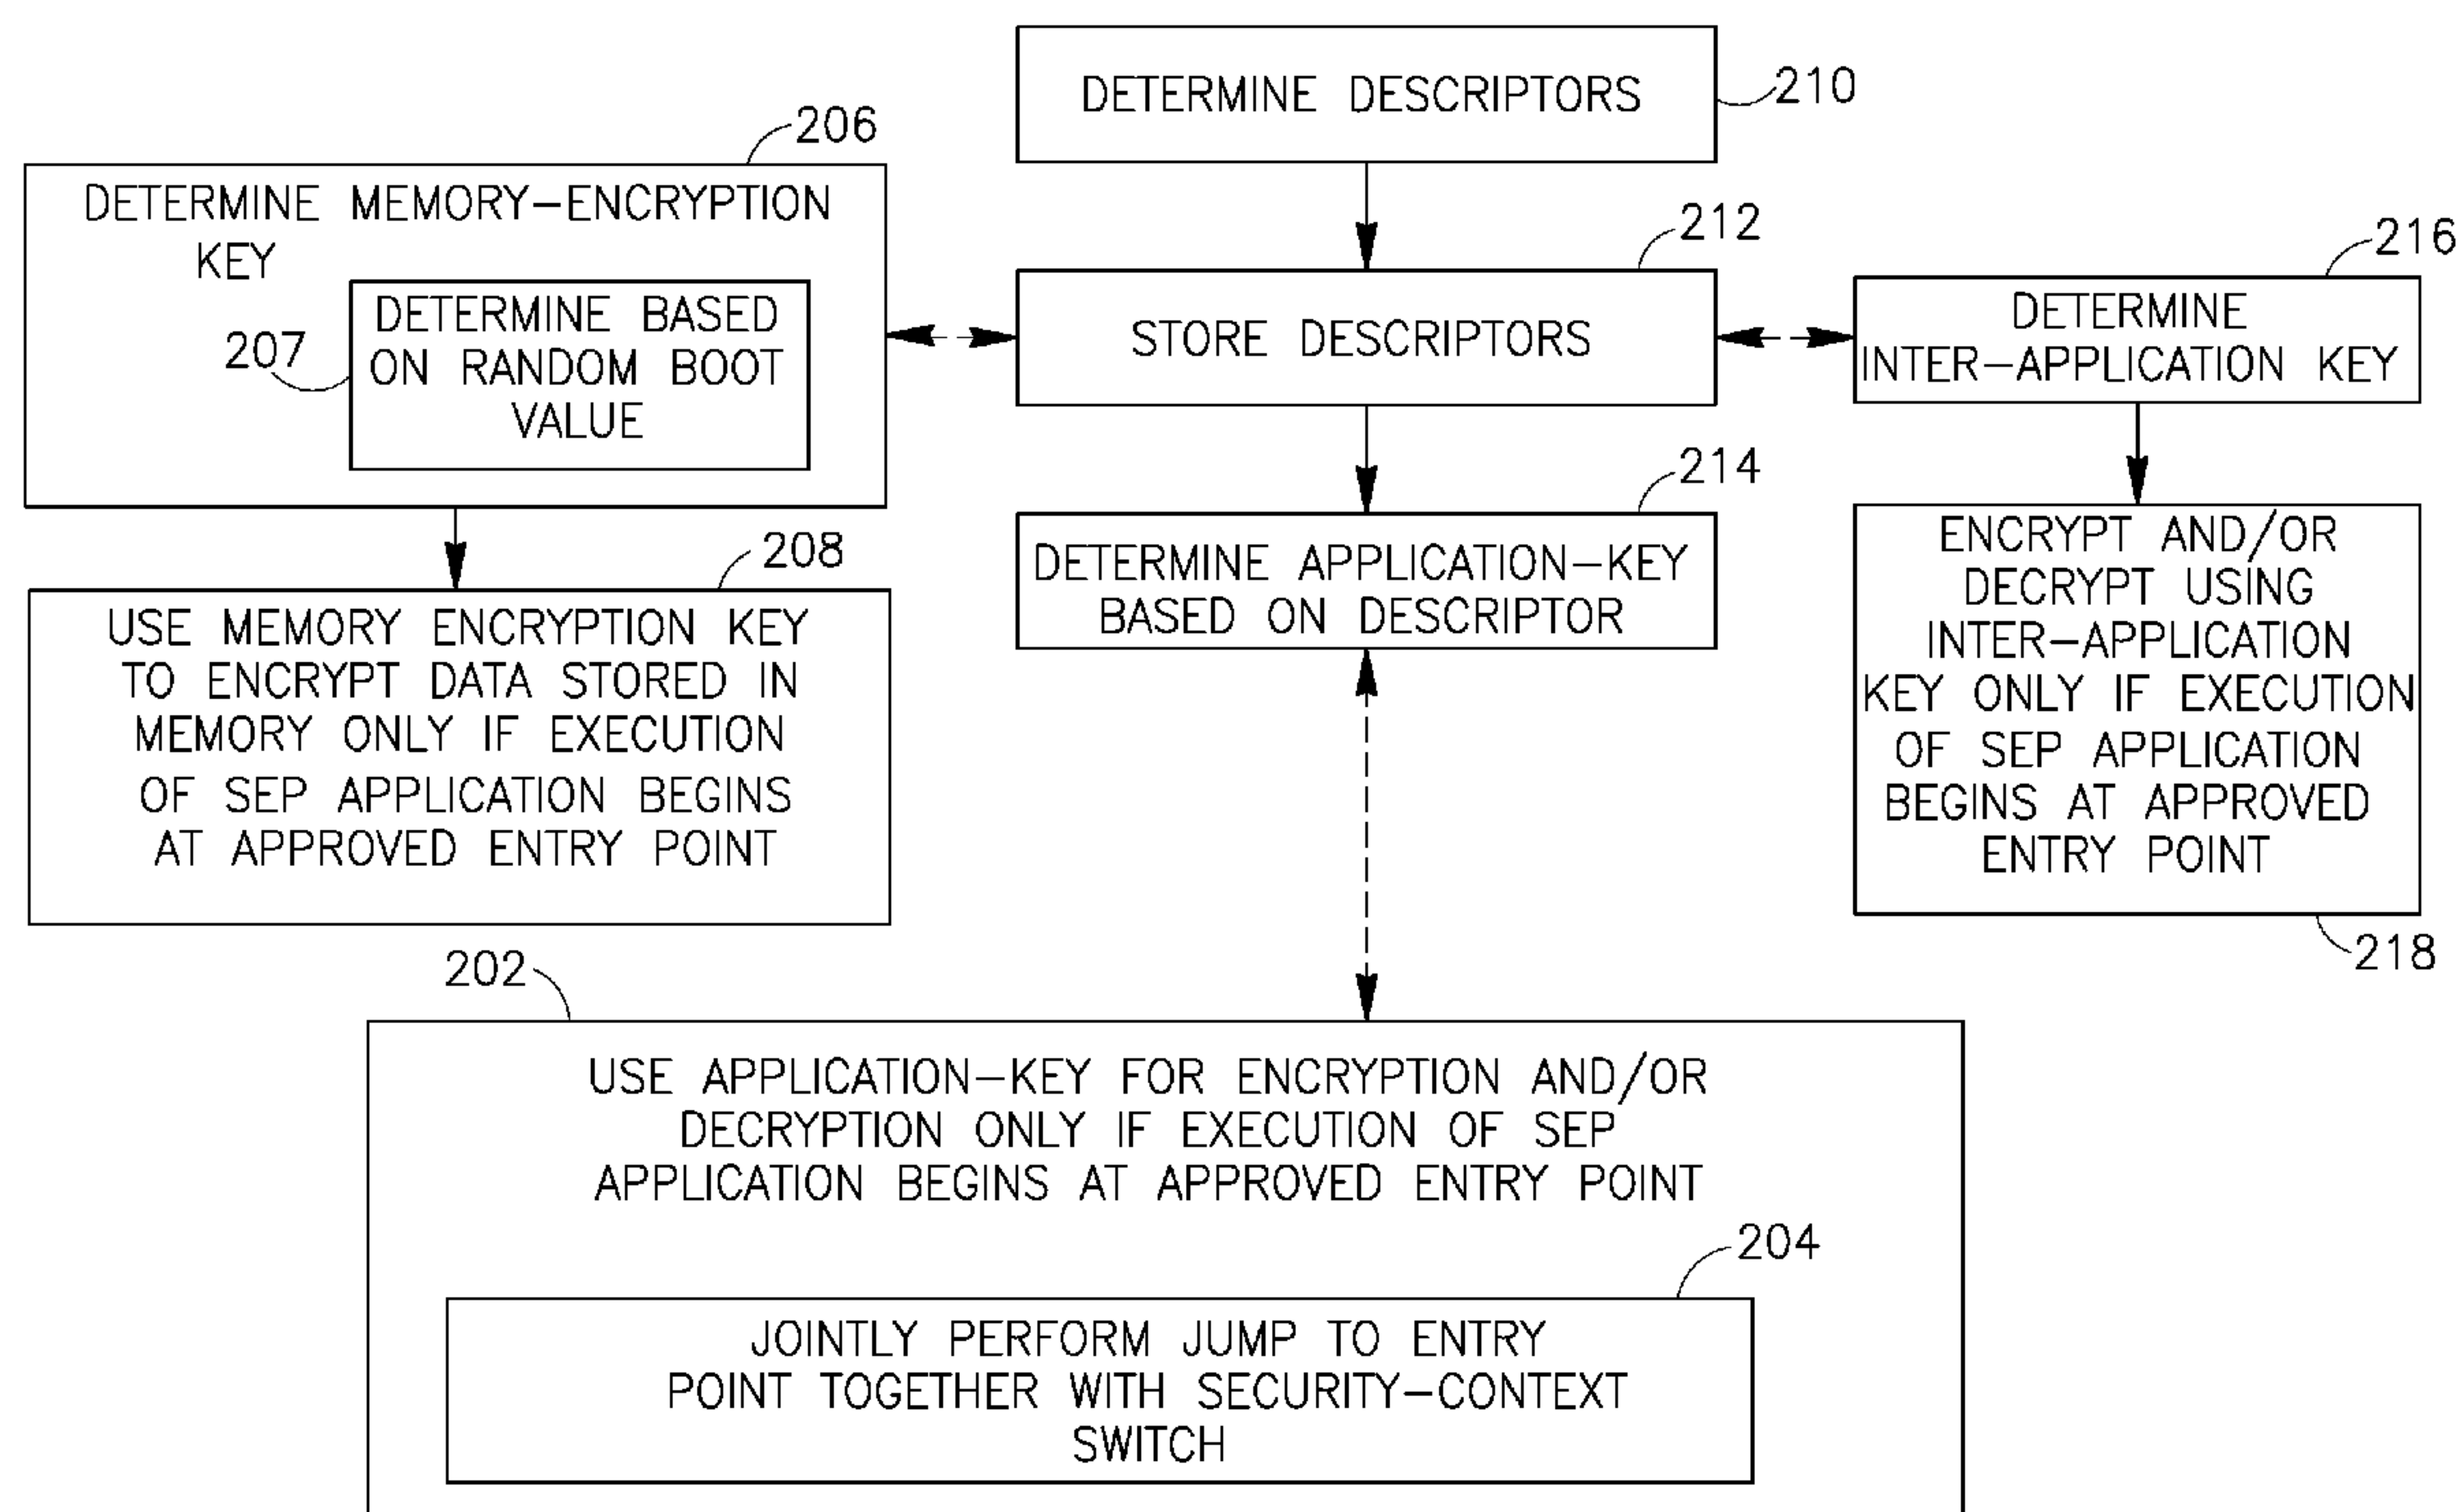 DETERMINE DESCRIPTORS
210
206
DETERMINE MEMORY-ENCRYPTION
KEY
207
DETERMINE BASED
ON RANDOM BOOT
VALUE
212
STORE DESCRIPTORS
216
DETERMINE
INTER-APPLICATION KEY
214
DETERMINE APPLICATION-KEY
BASED ON DESCRIPTOR
208
USE MEMORY ENCRYPTION KEY
TO ENCRYPT DATA STORED IN
MEMORY ONLY IF EXECUTION
OF SEP APPLICATION BEGINS
AT APPROVED ENTRY POINT
ENCRYPT AND/OR
DECRYPT USING
INTER-APPLICATION
KEY ONLY IF EXECUTION
OF SEP APPLICATION
BEGINS AT APPROVED
ENTRY POINT
218
202
USE APPLICATION-KEY FOR ENCRYPTION AND/OR
DECRYPTION ONLY IF EXECUTION OF SEP
APPLICATION BEGINS AT APPROVED ENTRY POINT
204
JOINTLY PERFORM JUMP TO ENTRY
POINT TOGETHER WITH SECURITY-CONTEXT
SWITCH